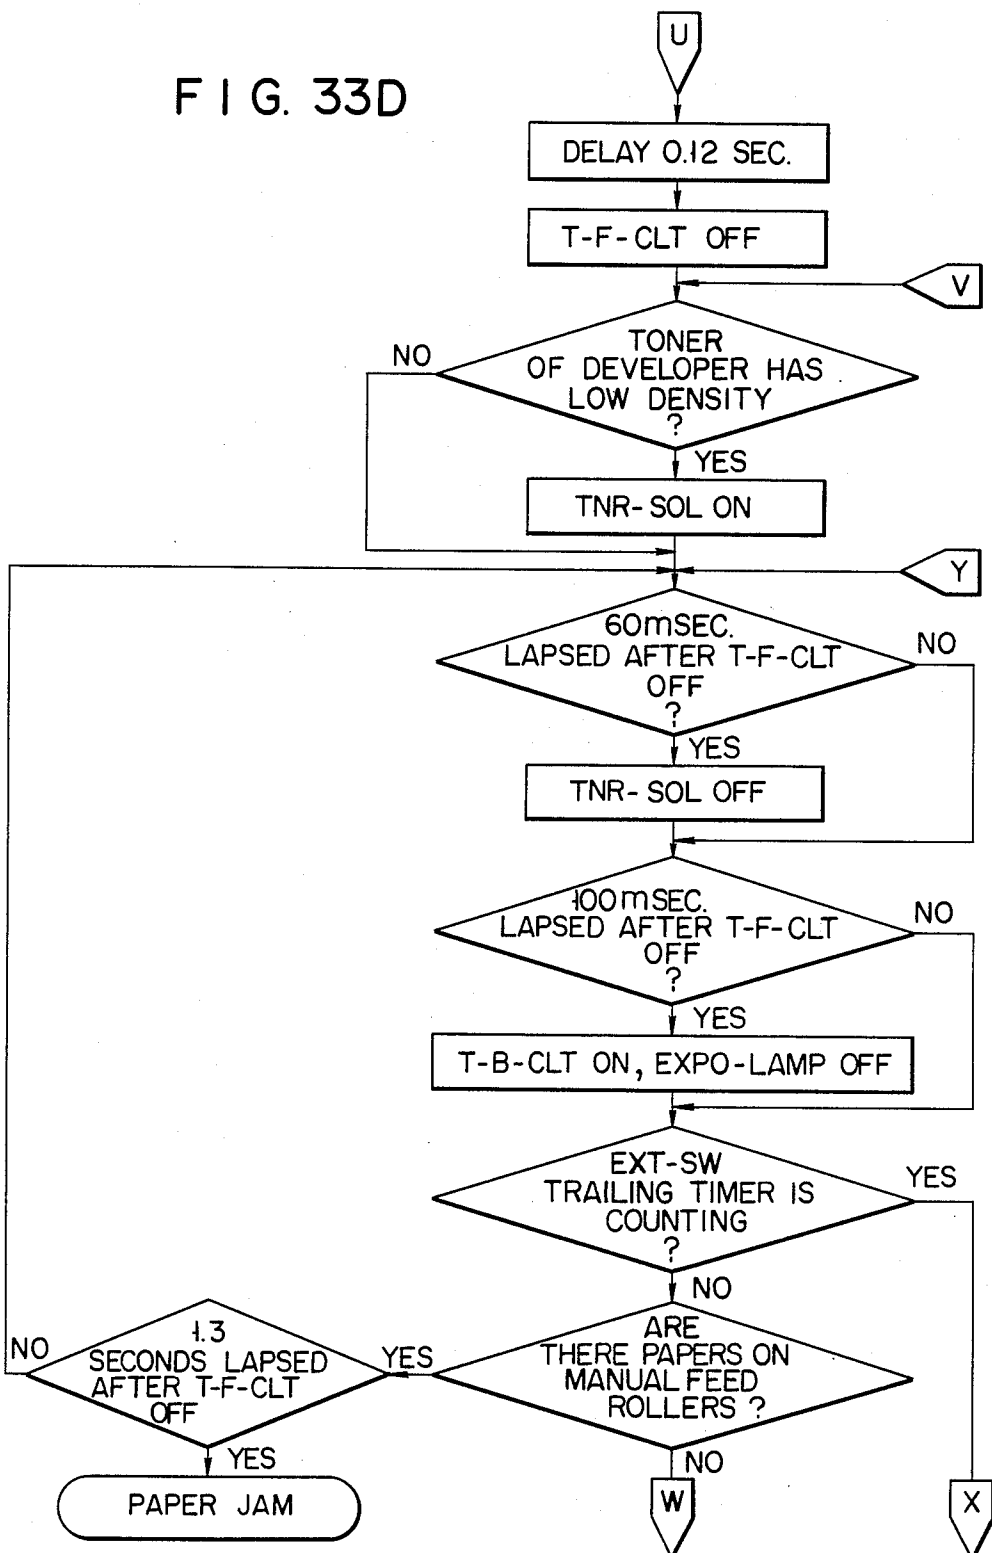 U
FIG. 33D
DELAY 0.12 SEC.
T-F-CLT OFF
V
TONER
OF DEVELOPER HAS
LOW DENSITY
?
NO
YES
TNR-SOL ON
Y
60mSEC.
LAPSED AFTER T-F-CLT
OFF
?
NO
YES
TNR-SOL OFF
100mSEC.
LAPSED AFTER T-F-CLT
OFF
?
NO
YES
T-B-CLT ON, EXPO-LAMP OFF
EXT-SW
TRAILING TIMER IS
COUNTING
?
YES
NO
ARE
THERE PAPERS ON
MANUAL FEED
ROLLERS ?
YES
NO
1.3
SECONDS LAPSED
AFTER T-F-CLT
OFF
NO
YES
PAPER JAM
W
X